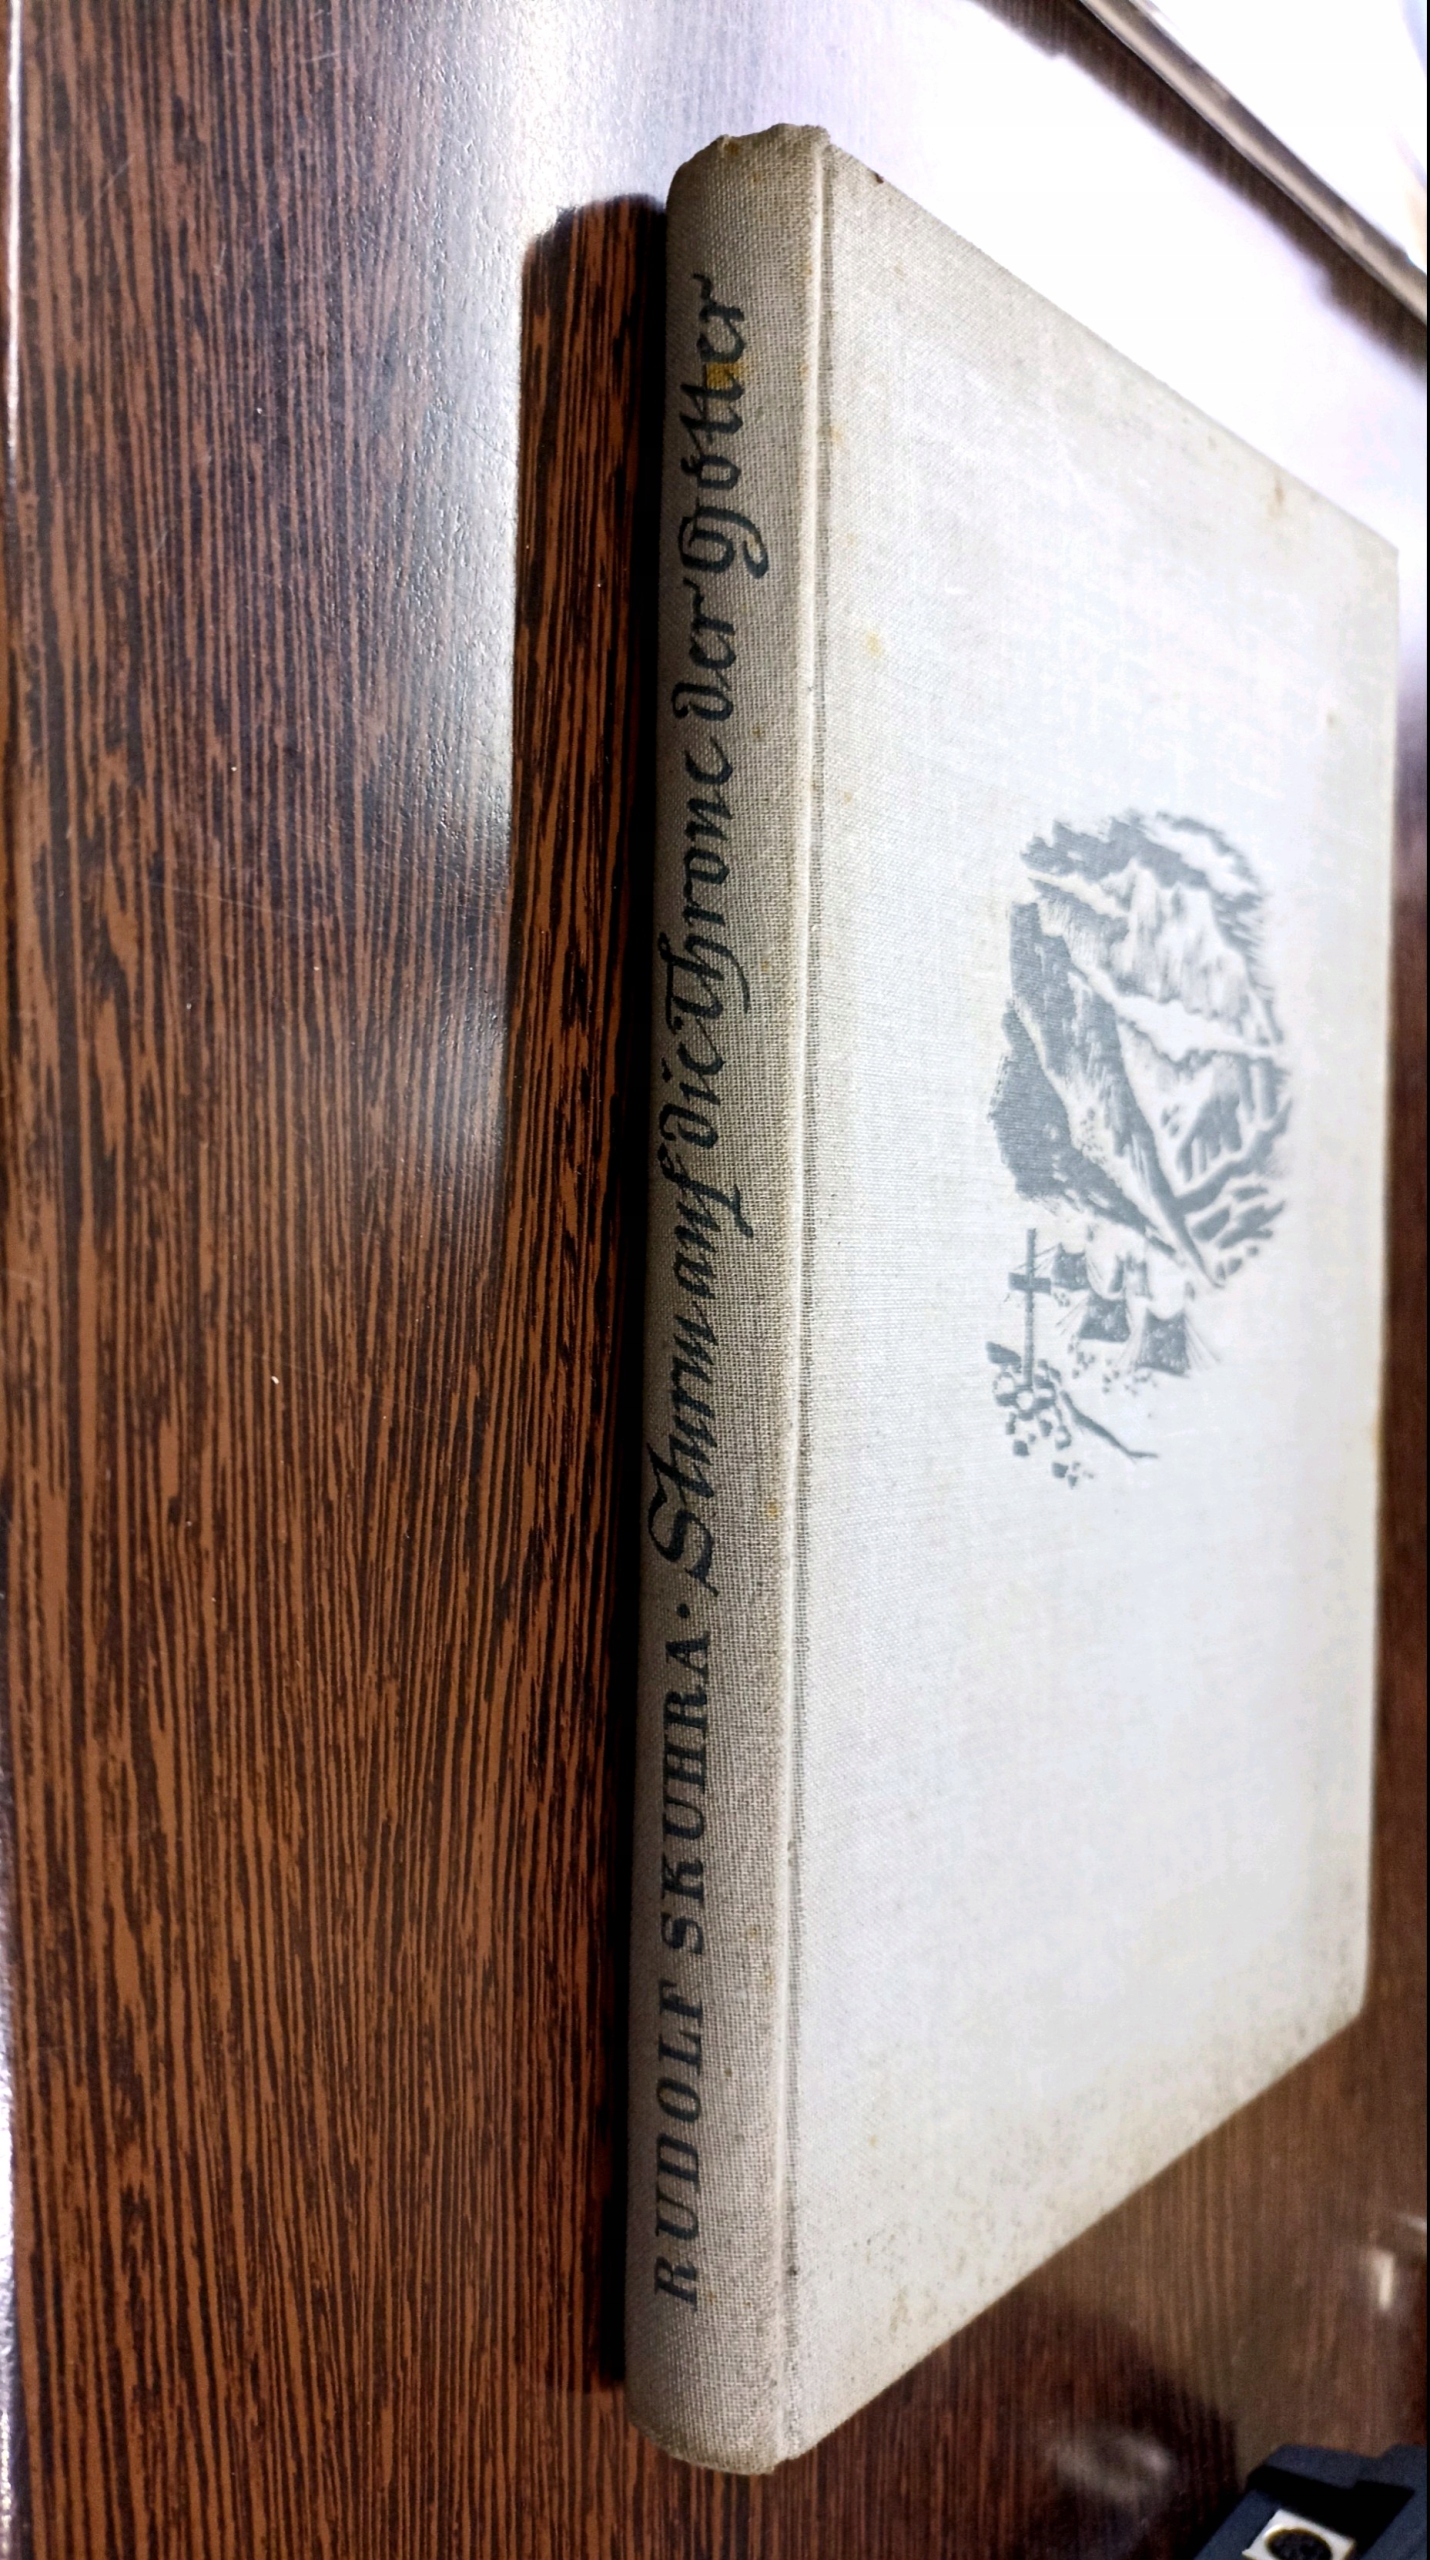 RUDOLF SKUHRA · Sturm auf die Throne der Götter